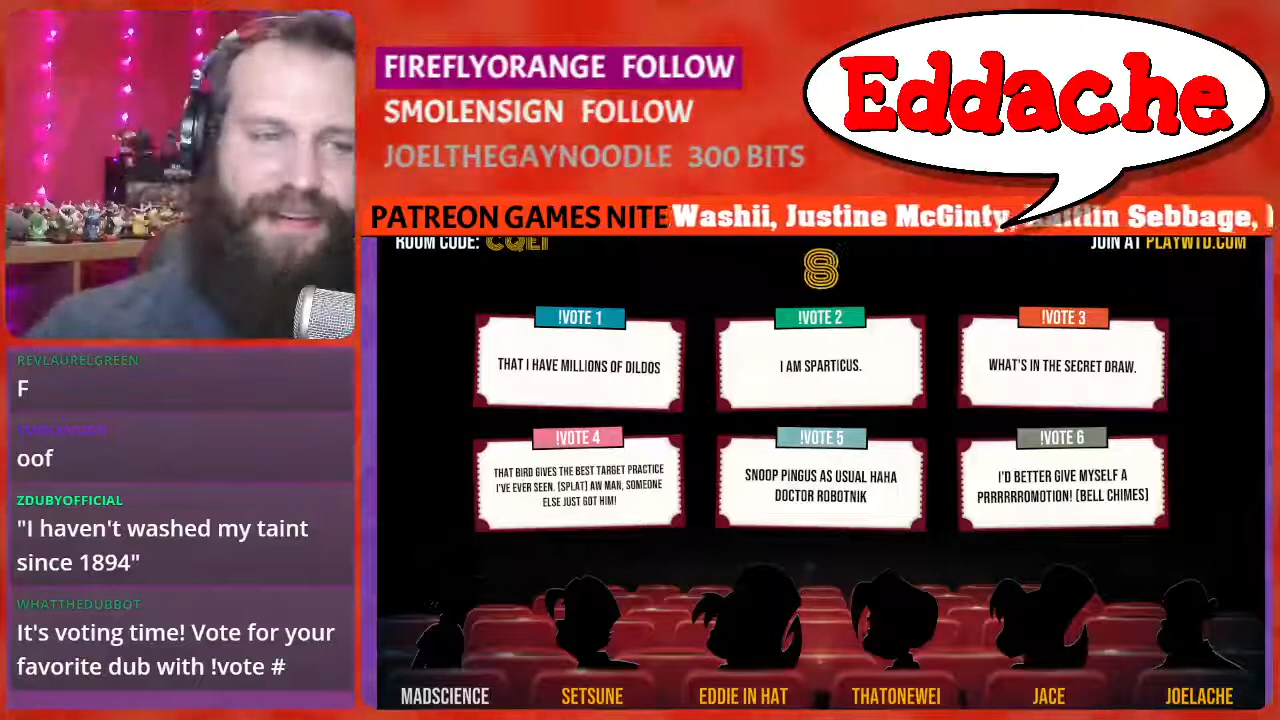 FIREFLYORANGE FOLLOW
SMOLENSIGN FOLLOW
JOELTHEGAYNOODLE 300 BITS
Eddache
PATREON GAMES NITE Washii, Justine McGinty, Sebbage,
ROOM CODE:
JOIN AT PLAYWTD.COM
8
!VOTE 1
THAT I HAVE MILLIONS OF DILDOS
!VOTE 2
I AM SPARTICUS.
!VOTE 3
WHAT'S IN THE SECRET DRAW.
!VOTE 4
THAT BIRD GIVES THE BEST TARGET PRACTICE
I'VE EVER SEEN. (SPLAT) AW MAN, SOMEONE
ELSE JUST GOT HIM!
!VOTE 5
SNOOP PINGUS AS USUAL HAHA
DOCTOR ROBOTNIK
!VOTE 6
I'D BETTER GIVE MYSELF A
PRRRRRROMOTION! (BELL CHIMES)
MADSCIENCE
SETSUNE
EDDIE IN HAT
THATONEWEI
JACE
JOELACHE
REVLAURELGREEN
F
SMOLENSIGN
oof
ZDUBYOFFICIAL
"I haven't washed my taint
since 1894"
WHATTHEDUBBOT
It's voting time! Vote for your
favorite dub with !vote #